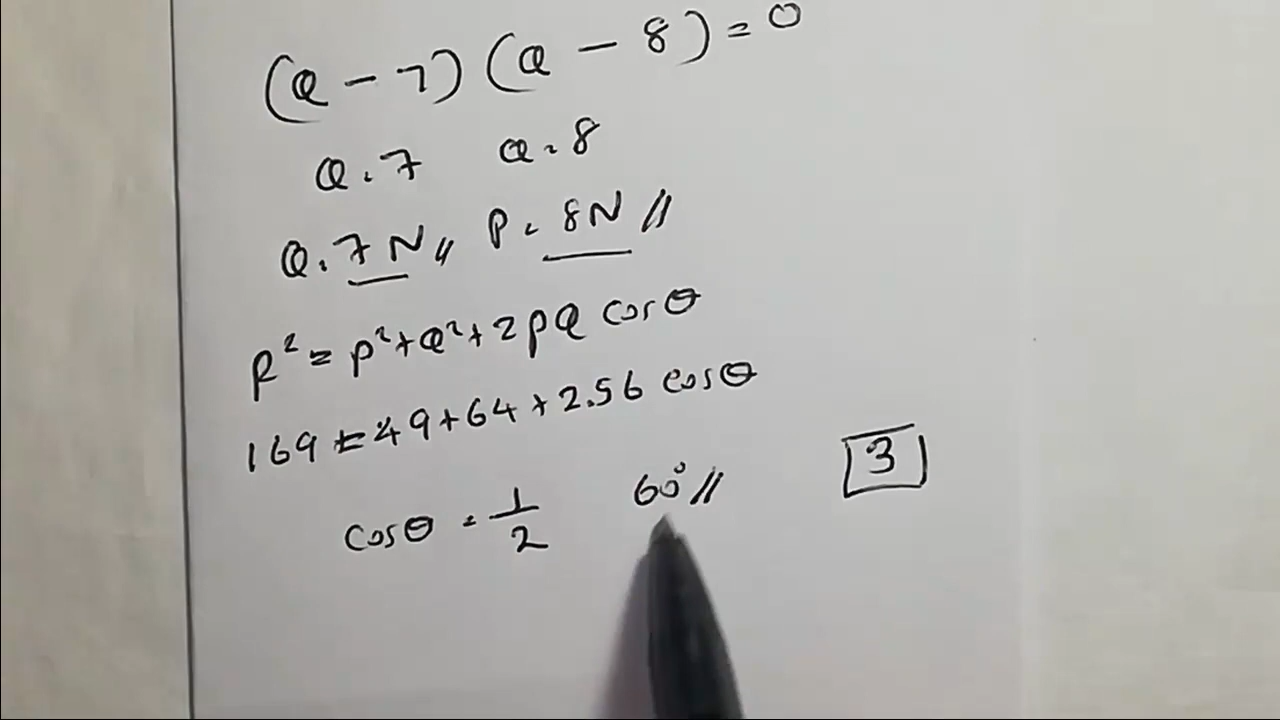 (Q - 7) (Q - 8) = 0
Q = 7 Q = 8
Q = 7 N // P = 8N //
R² = P² + Q² + 2PQ cosθ
169 = 49 + 64 + 2.56 cosθ
cosθ = 1/2 60° // 3